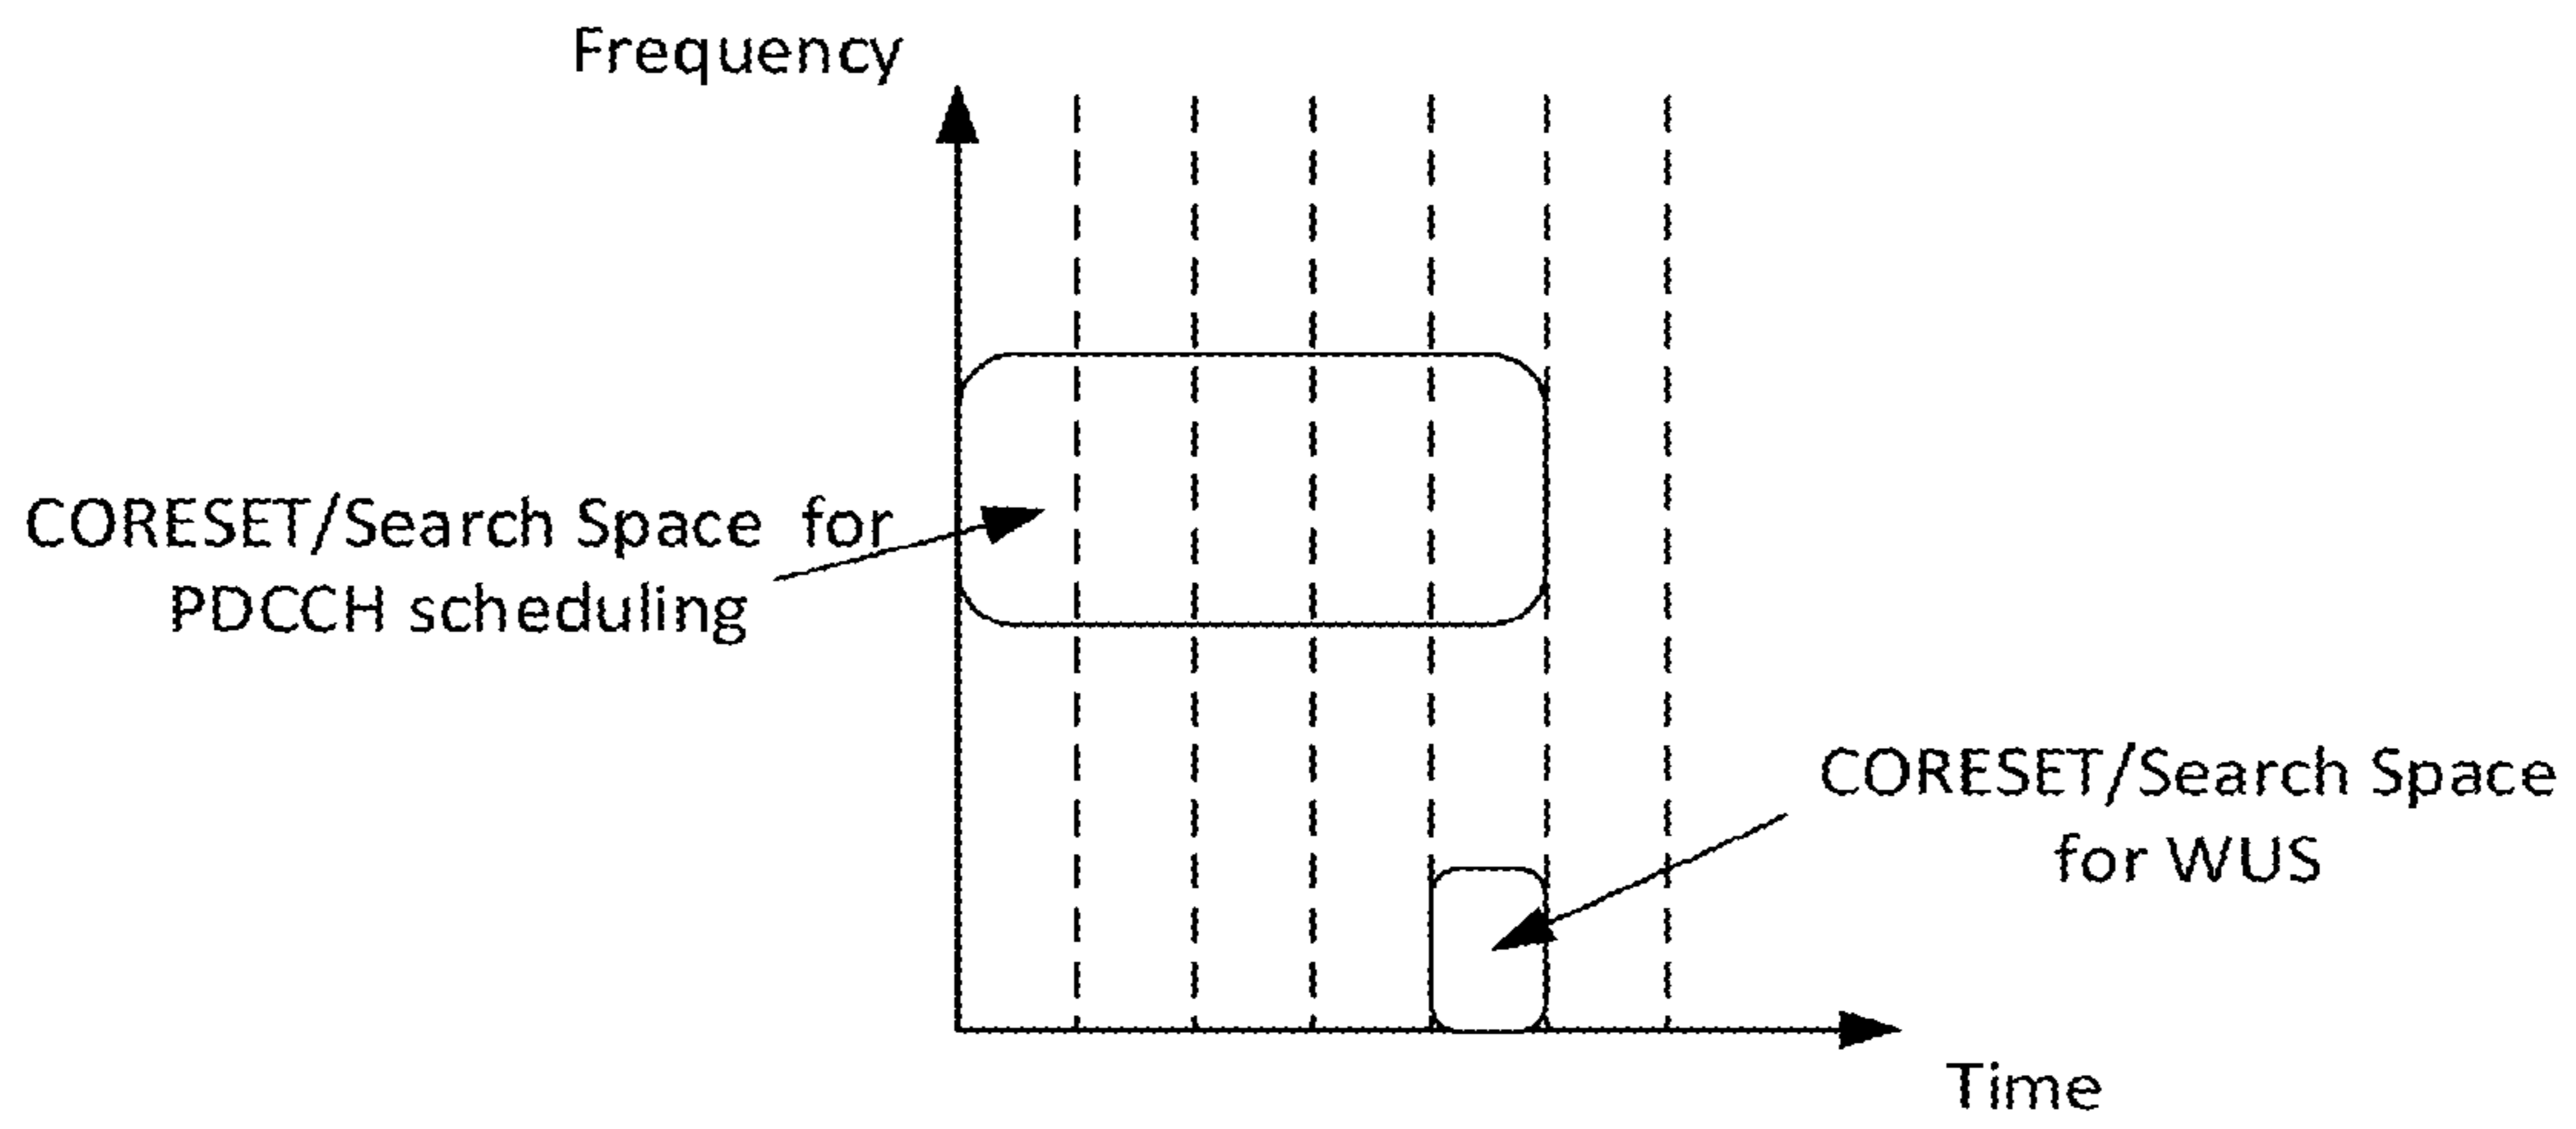 Frequency
CORESET/Search Space for
PDCCH scheduling
CORESET/Search Space
for WUS
Time